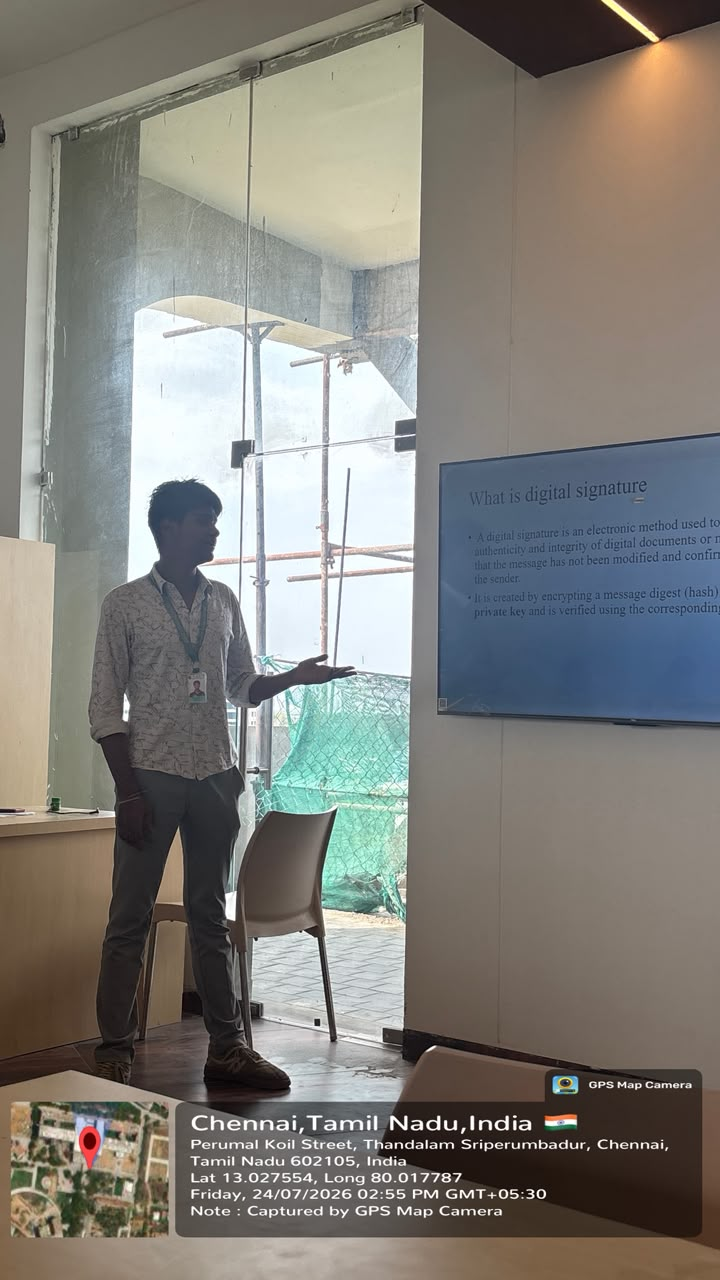 What is digital signature
• A digital signature is an electronic method used to
authenticity and integrity of digital documents or
that the message has not been modified and confir
the sender.
• It is created by encrypting a message digest (hash)
private key and is verified using the corresponding
GPS Map Camera
Chennai,Tamil Nadu,India
Perumal Koil Street, Thandalam Sriperumbadur, Chennai,
Tamil Nadu 602105, India
Lat 13.027554, Long 80.017787
Friday, 24/07/2026 02:55 PM GMT+05:30
Note : Captured by GPS Map Camera